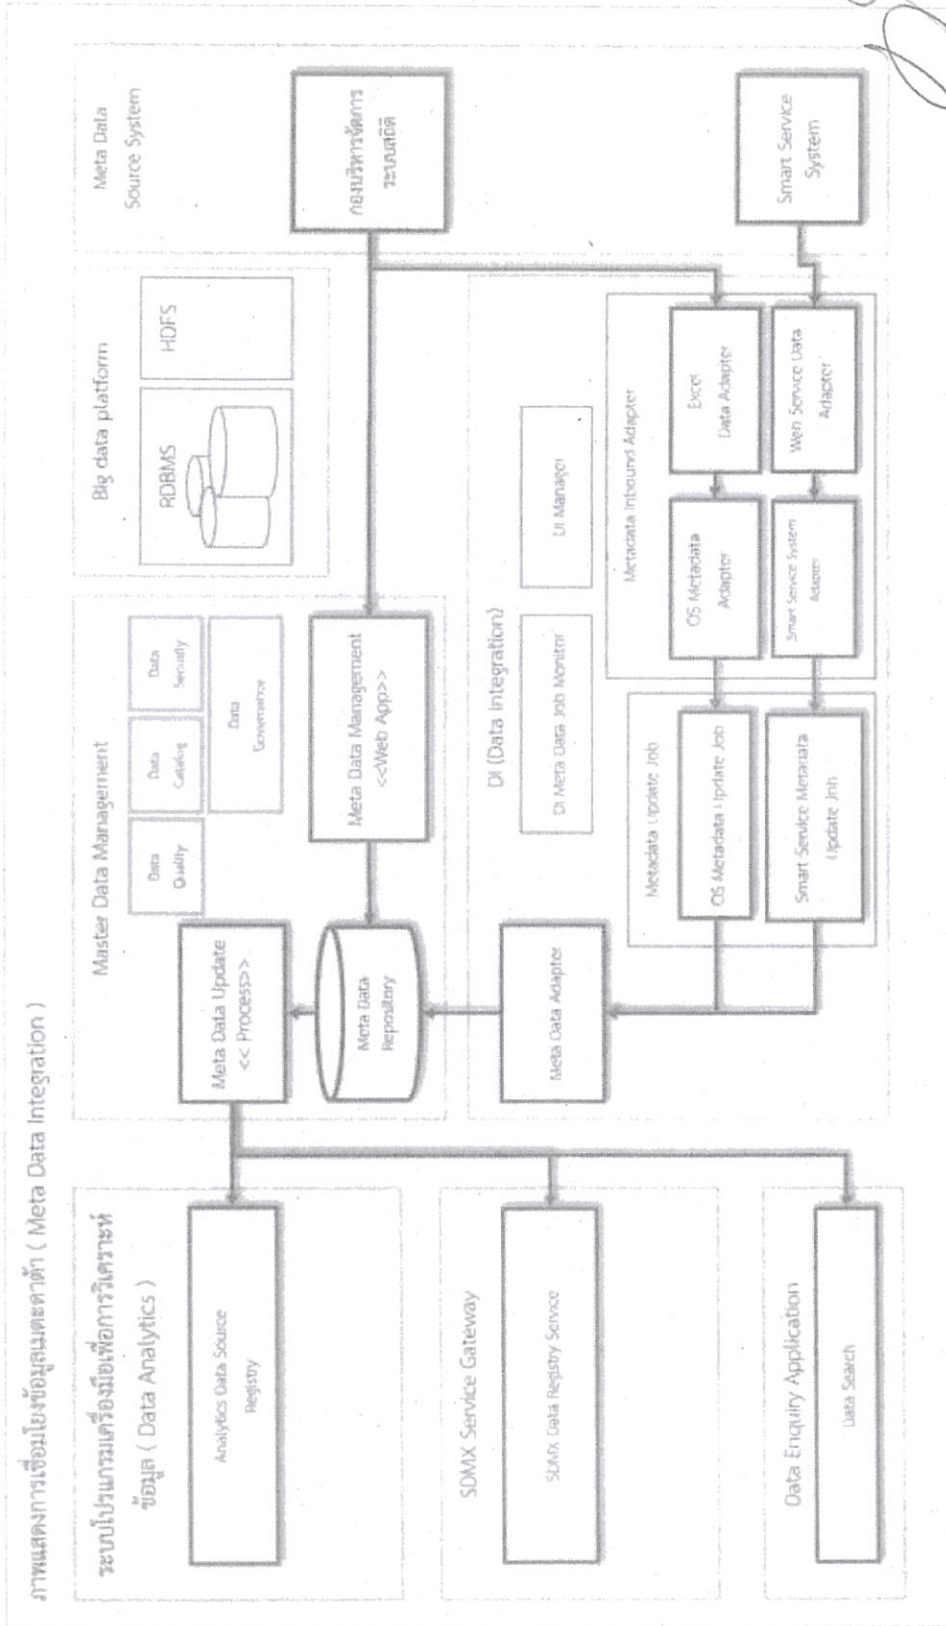 ภาพแสดงการเชื่อมโยงข้อมูลเมตะดาต้า ( Meta Data Integration )
ระบบโปรแกรมเครื่องมือเพื่อการวิเคราะห์
ข้อมูล ( Data Analytics )
Analytics Data Source
Registry
SDMX Service Gateway
SDMX Data Registry Service
Data Enquiry Application
Data Search
Master Data Management
Meta Data Update
<< Process>>
Data
Quality
Data
Catalog
Data
Security
Data
Governance
Meta Data
Repository
Meta Data Management
<<Web App>>
DI (Data Integration)
Meta Data Adapter
DI Meta Data Job Monitor
DI Manager
Metadata Update Job
OS Metadata Update Job
Smart Service Metadata
Update Job
Metadata Inbound Adapter
OS Metadata
Adapter
Excel
Data Adapter
Smart Service System
Adapter
Web Service Data
Adapter
Big data platform
RDBMS
HDFS
Meta Data
Source System
กองบริหารจัดการ
ระบบสถิติ
Smart Service
System